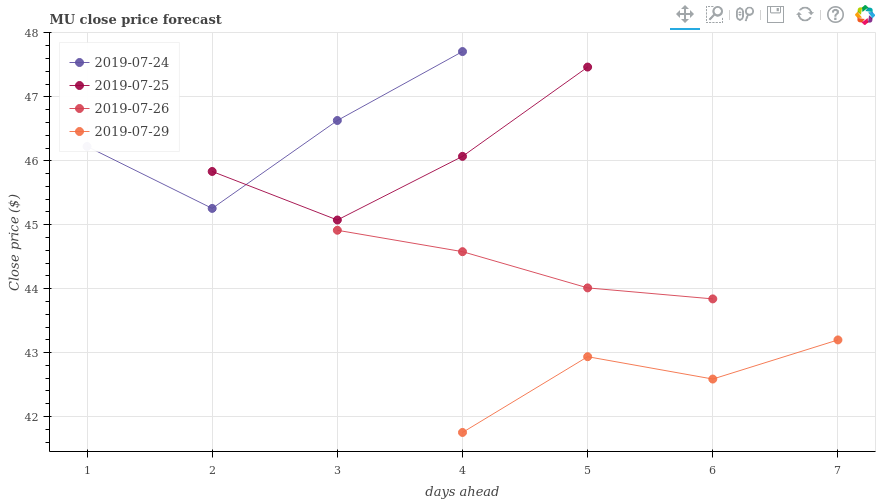 MU close price forecast
48
47
46
45
44
43
42
Close price ($)
2019-07-24
2019-07-25
2019-07-26
2019-07-29
1 2 3 4 5 6 7
days ahead